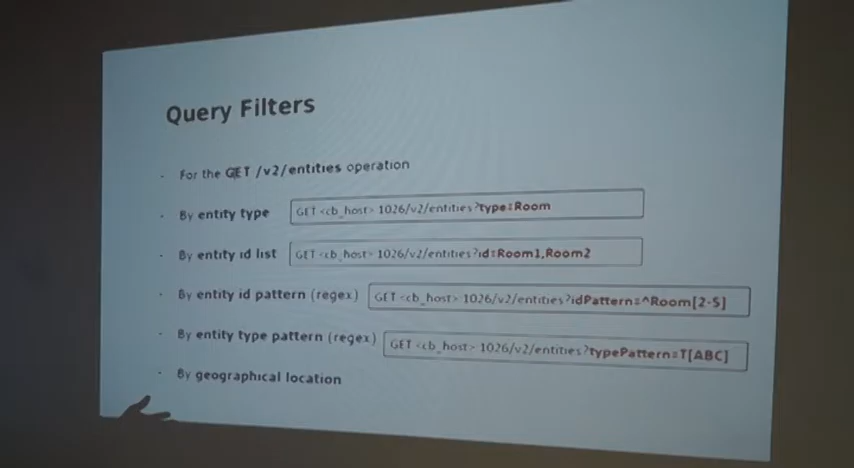 Query Filters
- For the GET /v2/entities operation
- By entity type GET <cb_host> 1026/v2/entities?type=Room
- By entity id list GET <cb_host> 1026/v2/entities?id=Room1,Room2
- By entity id pattern (regex) GET <cb_host> 1026/v2/entities?idPattern=^Room[2-5]
- By entity type pattern (regex) GET <cb_host> 1026/v2/entities?typePattern=T[ABC]
- By geographical location